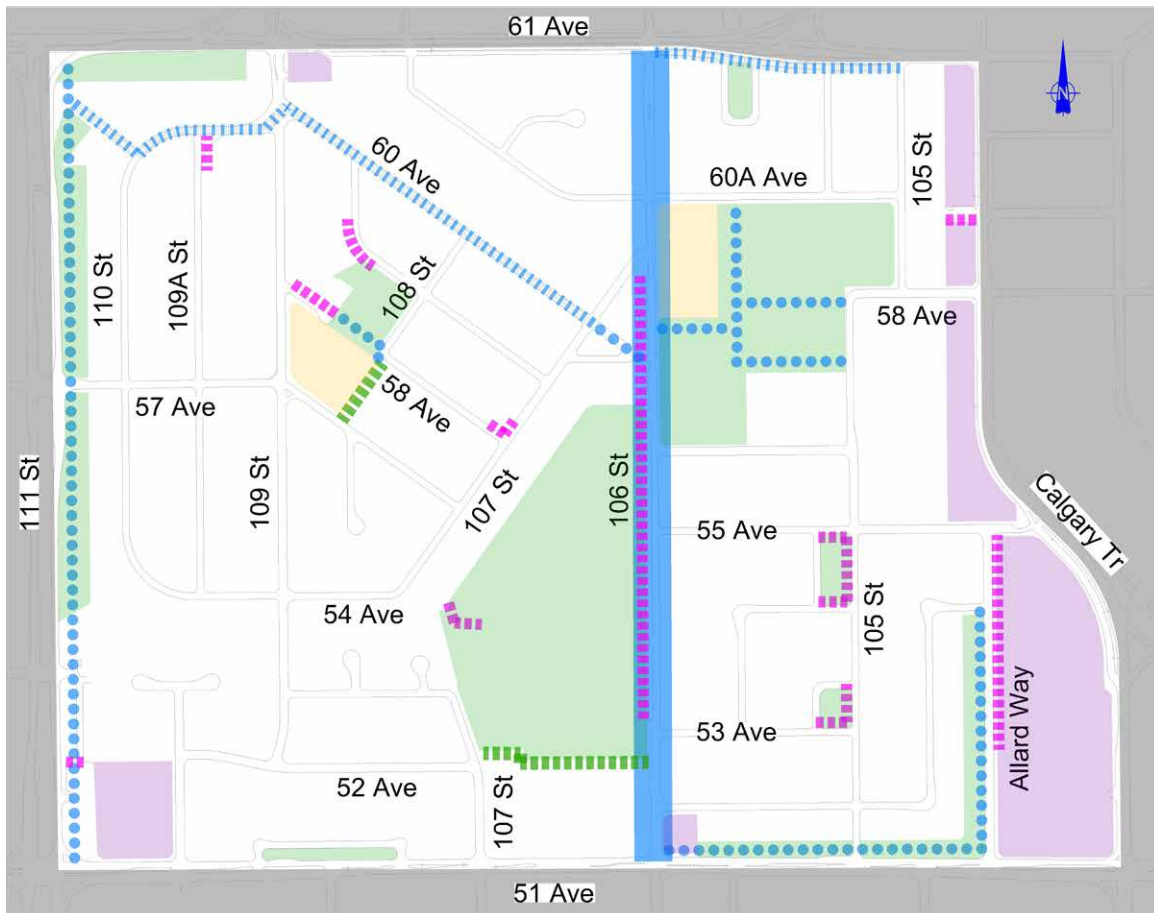 61 Ave
N
60 Ave
60A Ave
105 St
110 St
109A St
108 St
58 Ave
57 Ave
58 Ave
111 St
109 St
107 St
106 St
55 Ave
Calgary Tr
54 Ave
105 St
53 Ave
Allard Way
52 Ave
107 St
51 Ave